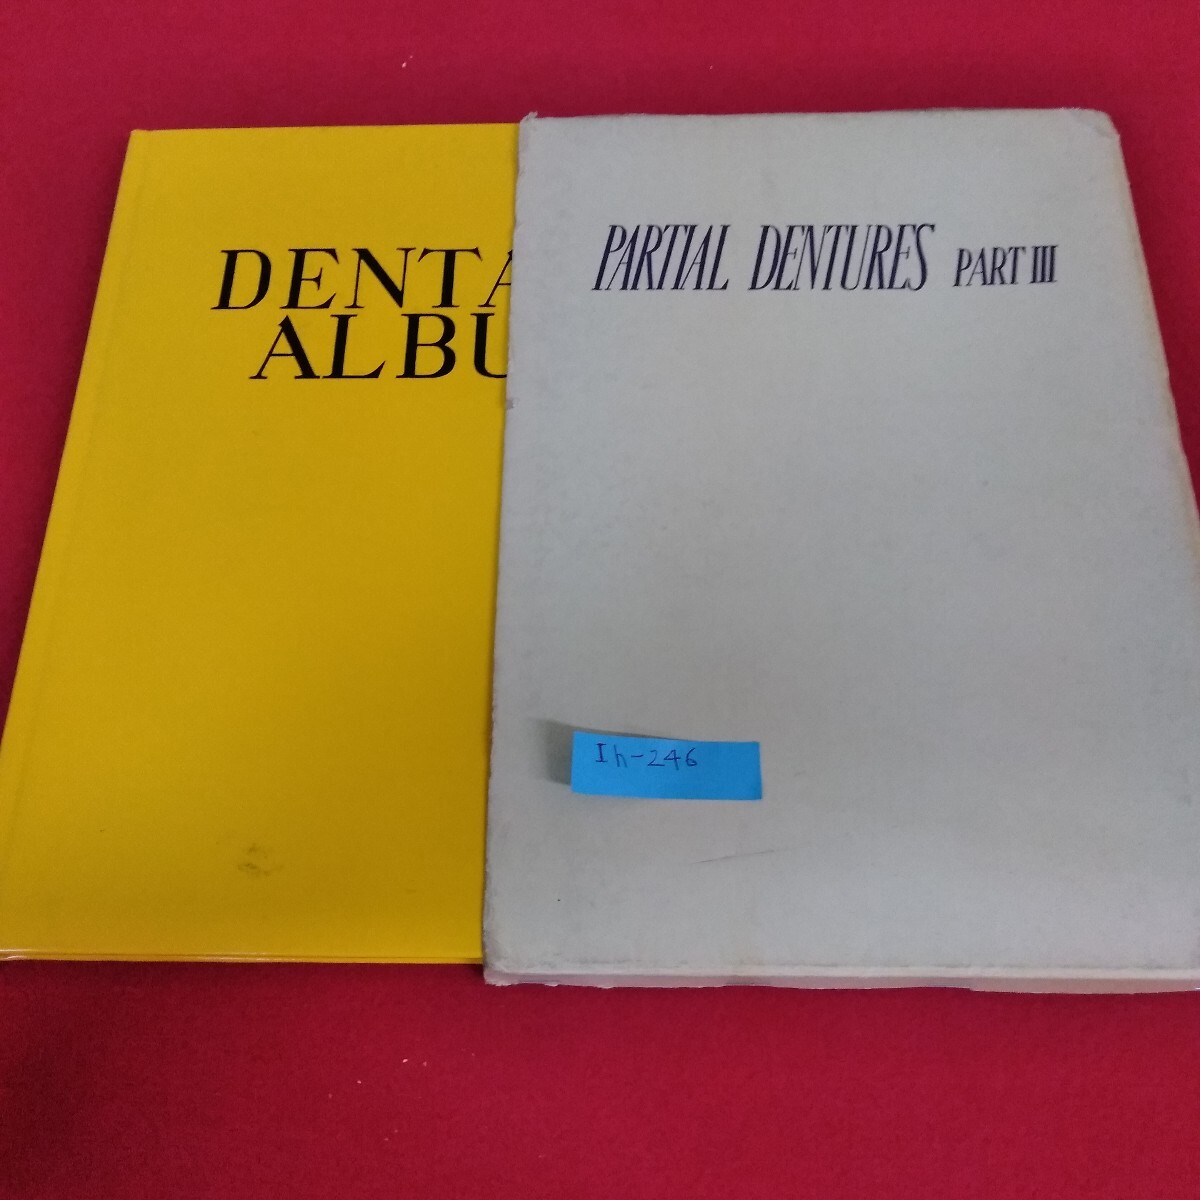 DENTA
ALBU
PARTIAL DENTURES PART III
Ih-246